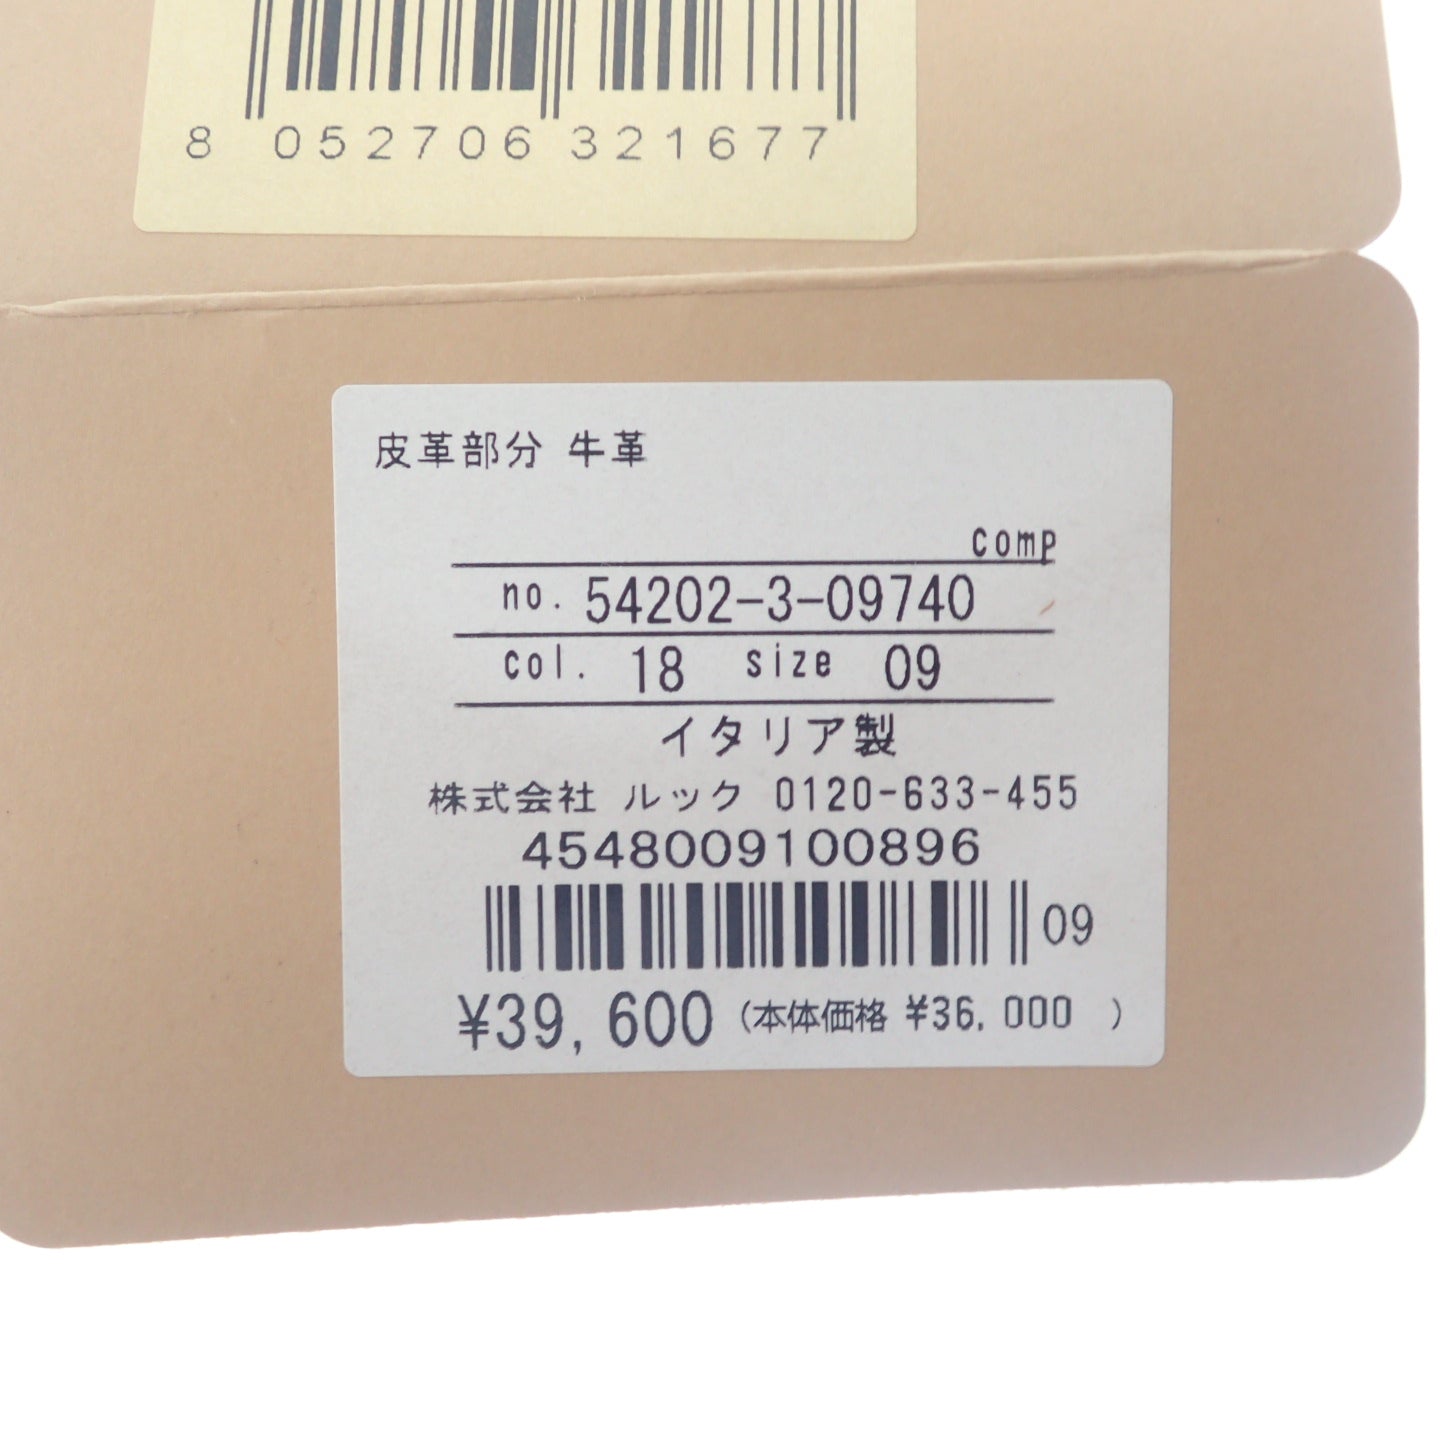 8 052706 321677
皮革部分 牛革
comp
no. 54202-3-09740
col. 18 size 09
イタリア製
株式会社 ルック 0120-633-455
4548009100896
09
¥39,600 (本体価格 ¥36,000 )